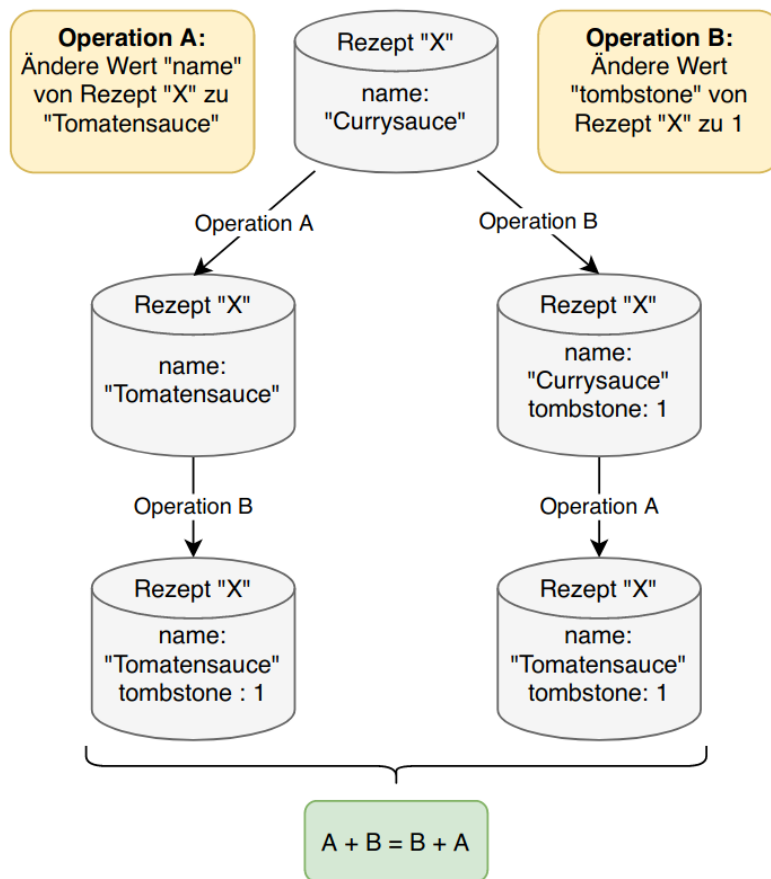 Operation A:
Ändere Wert "name"
von Rezept "X" zu
"Tomatensauce"
Rezept "X"
name:
"Currysauce"
Operation B:
Ändere Wert
"tombstone" von
Rezept "X" zu 1
Operation A
Operation B
Rezept "X"
name:
"Tomatensauce"
Rezept "X"
name:
"Currysauce"
tombstone: 1
Operation B
Operation A
Rezept "X"
name:
"Tomatensauce"
tombstone : 1
Rezept "X"
name:
"Tomatensauce"
tombstone: 1
A + B = B + A